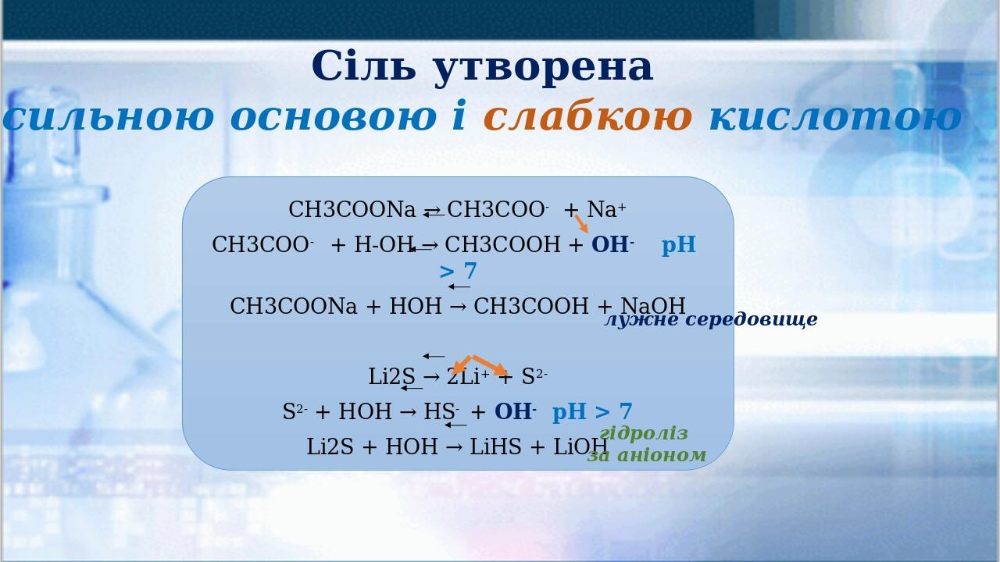 Сіль утворена
сильною основою і слабкою кислотою
CH3COONa ⇄ CH3COO⁻ + Na⁺
CH3COO⁻ + H-OH ⇄ CH3COOH + OH⁻ pH
> 7
CH3COONa + HOH ⇄ CH3COOH + NaOH
лужне середовище
Li2S ⇄ 2Li⁺ + S²⁻
S²⁻ + HOH ⇄ HS⁻ + OH⁻ pH > 7
гідроліз
Li2S + HOH ⇄ LiHS + LiOH
за аніоном